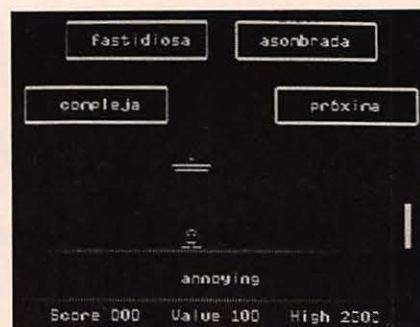 fastidiosa asombrada
compleja próxima
annoying
Score 000 Value 100 High 2000